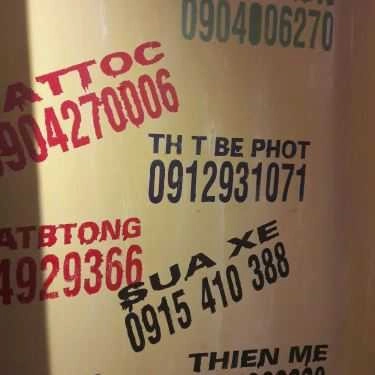 0904006270
ATTOC
0904270006
TH T BE PHOT
0912931071
ATBTONG
4929366
SUA XE
0915 410 388
THIEN ME